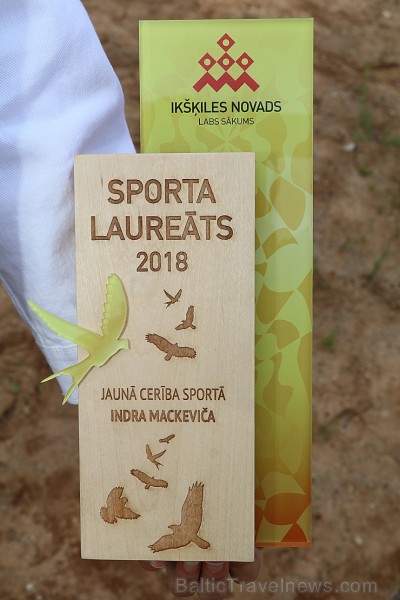 IKŠĶILES NOVADS
LABS SĀKUMS
SPORTA
LAUREĀTS
2018
JAUNĀ CERĪBA SPORTĀ
INDRA MACKEVIČA
© BalticTravelnews.com